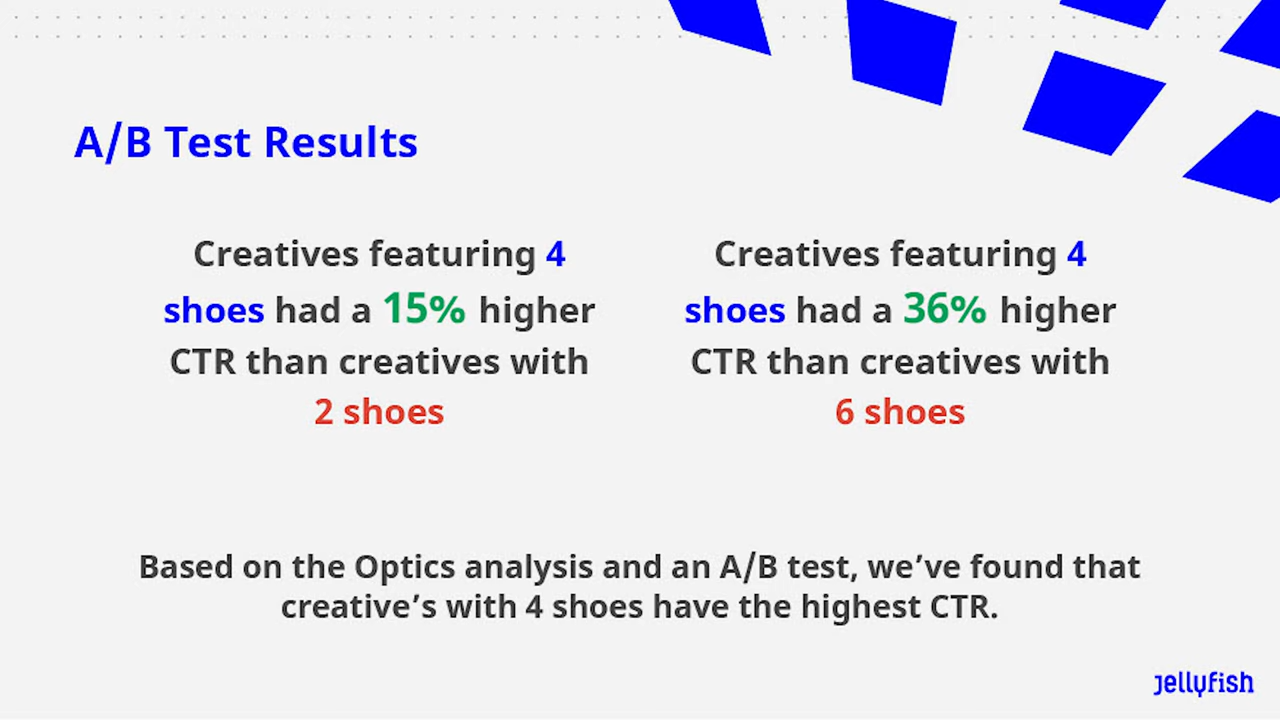 A/B Test Results
Creatives featuring 4
shoes had a 15% higher
CTR than creatives with
2 shoes
Creatives featuring 4
shoes had a 36% higher
CTR than creatives with
6 shoes
Based on the Optics analysis and an A/B test, we’ve found that
creative’s with 4 shoes have the highest CTR.
jellyfish